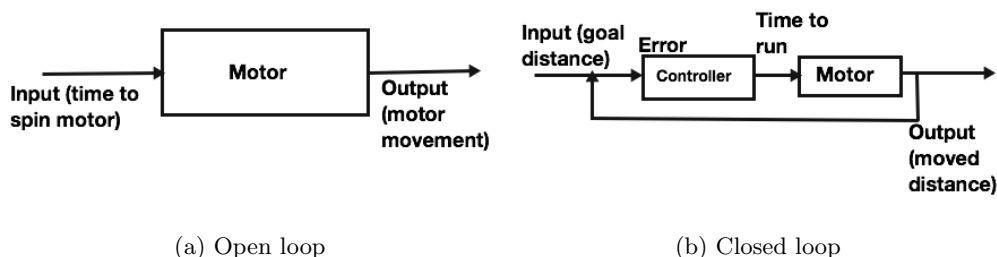 Motor
Input (time to
spin motor)
Output
(motor
movement)
(a) Open loop
Input (goal
distance)
Error
Controller
Time to
run
Motor
Output
(moved
distance)
(b) Closed loop